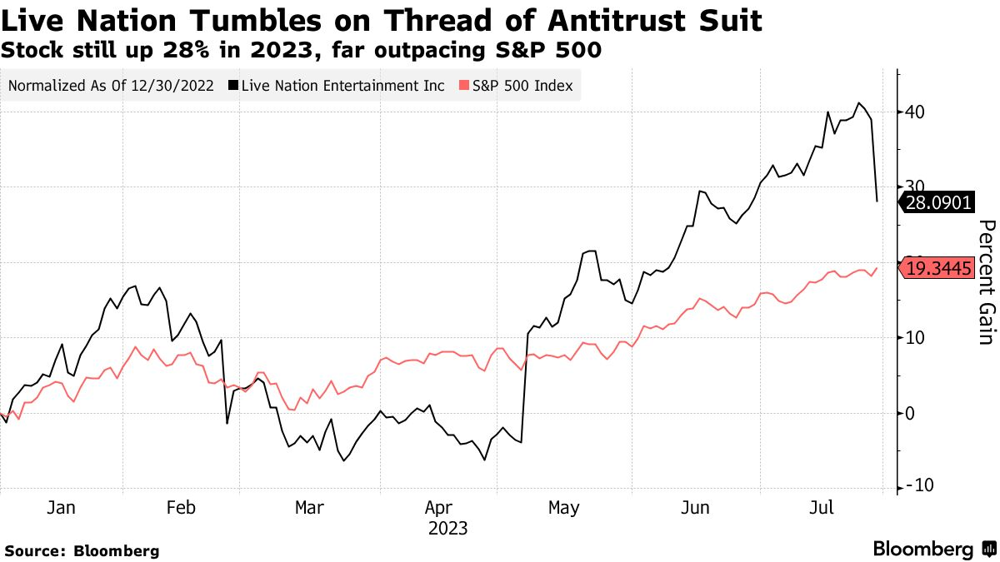 Live Nation Tumbles on Thread of Antitrust Suit
Stock still up 28% in 2023, far outpacing S&P 500
Normalized As Of 12/30/2022 Live Nation Entertainment Inc S&P 500 Index
40
30
28.0901
19.3445
10
0
-10
Percent Gain
Jan Feb Mar Apr May Jun Jul
2023
Source: Bloomberg
Bloomberg